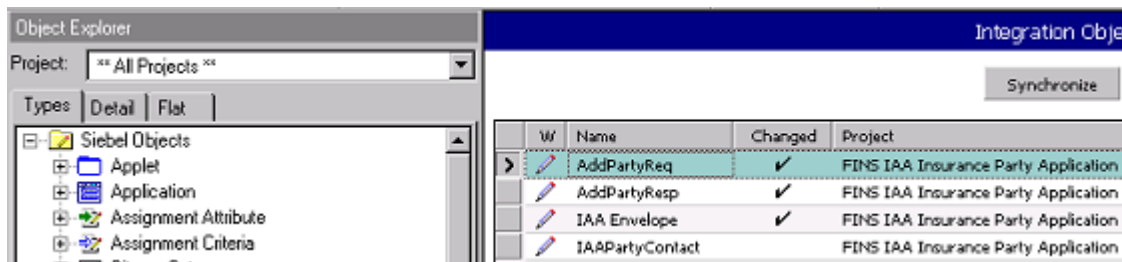 Object Explorer
Project: ** All Projects **
Types Detail Flat
Siebel Objects
Applet
Application
Assignment Attribute
Assignment Criteria
Integration Obje
Synchronize
W Name Changed Project
AddPartyReq ✔ FINS IAA Insurance Party Application
AddPartyResp ✔ FINS IAA Insurance Party Application
IAA Envelope ✔ FINS IAA Insurance Party Application
IAAPartyContact FINS IAA Insurance Party Application